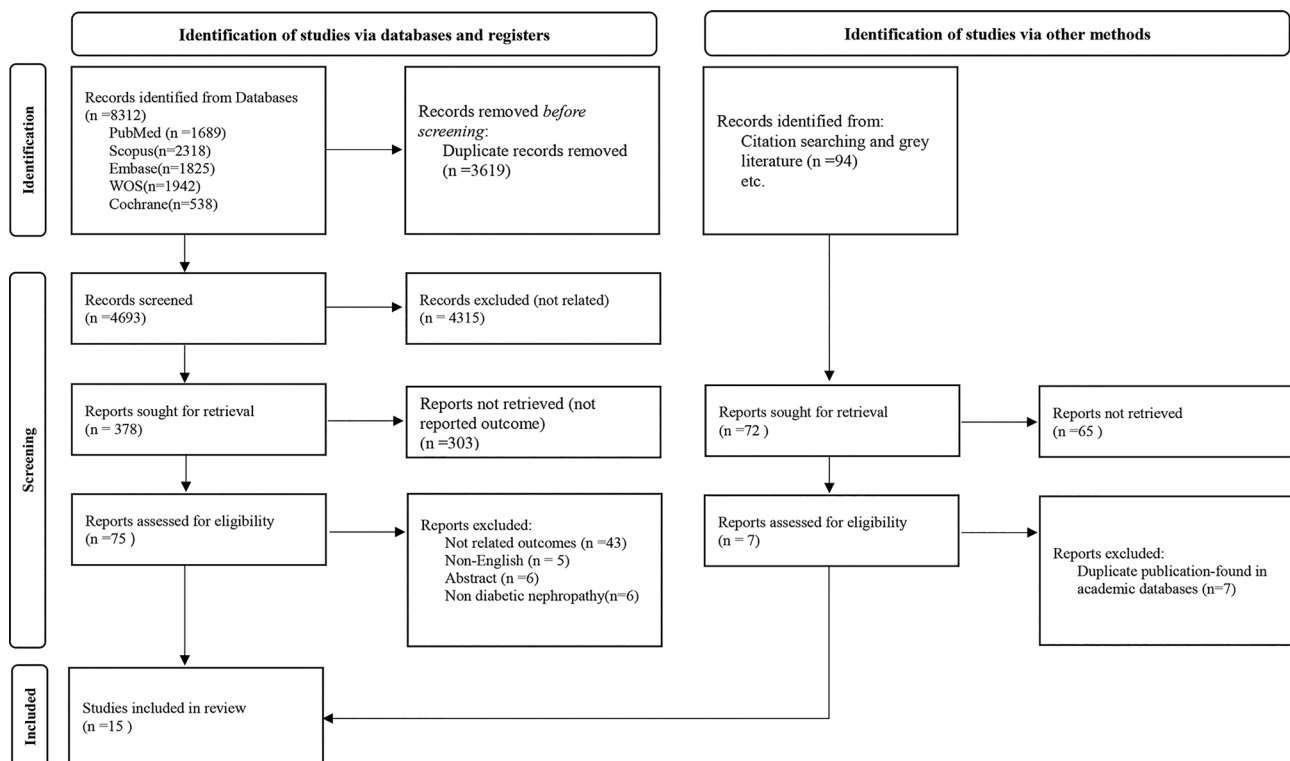 Identification of studies via databases and registers
Identification of studies via other methods
Identification
Records identified from Databases
(n =8312)
PubMed (n =1689)
Scopus(n=2318)
Embase(n=1825)
WOS(n=1942)
Cochrane(n=538)
Records removed before
screening:
Duplicate records removed
(n =3619)
Records identified from:
Citation searching and grey
literature (n =94)
etc.
Screening
Records screened
(n =4693)
Records excluded (not related)
(n = 4315)
Reports sought for retrieval
(n = 378)
Reports not retrieved (not
reported outcome)
(n =303)
Reports sought for retrieval
(n =72 )
Reports not retrieved
(n =65 )
Reports assessed for eligibility
(n =75 )
Reports excluded:
Not related outcomes (n =43)
Non-English (n = 5)
Abstract (n =6)
Non diabetic nephropathy(n=6)
Reports assessed for eligibility
(n = 7)
Reports excluded:
Duplicate publication-found in
academic databases (n=7)
Included
Studies included in review
(n =15 )